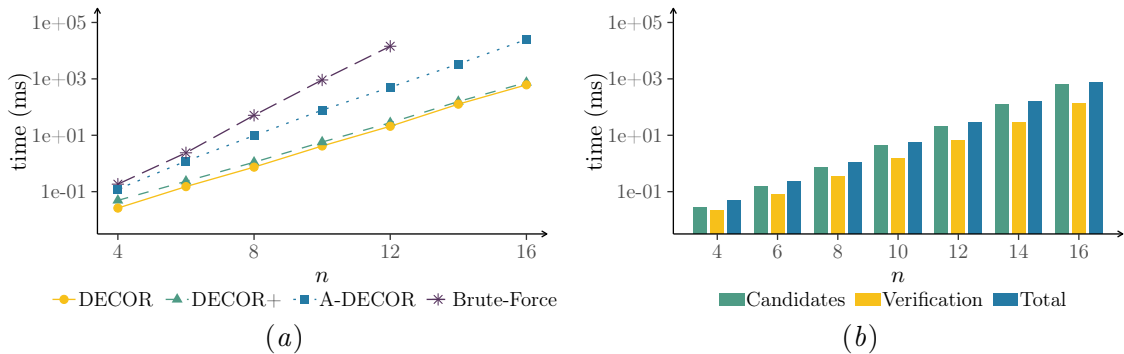 1e+05
1e+03
1e+01
1e-01
time (ms)
4
8
12
16
n
DECOR DECOR+ A-DECOR Brute-Force
(a)
1e+05
1e+03
1e+01
1e-01
time (ms)
4 6 8 10 12 14 16
n
Candidates Verification Total
(b)